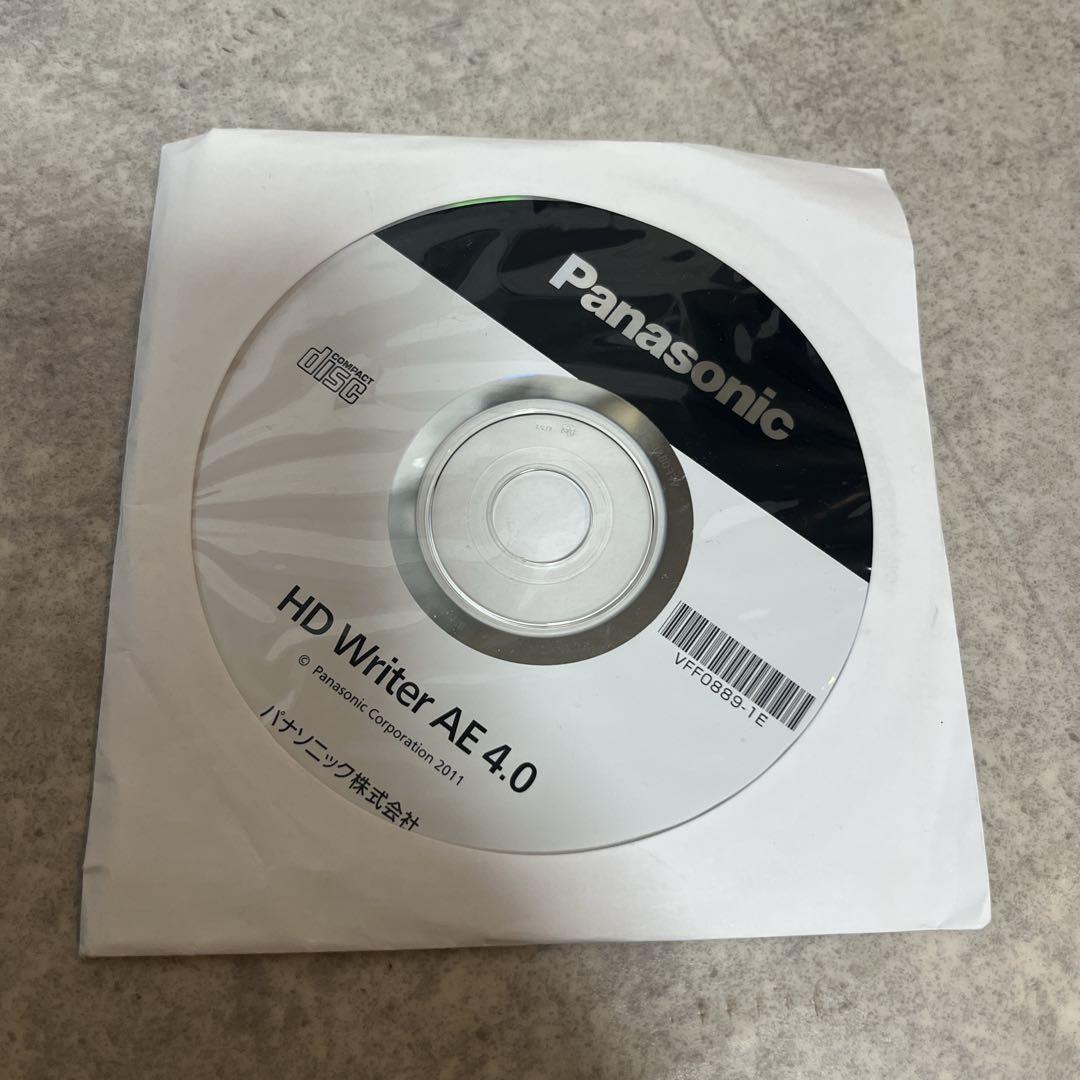 Panasonic
COMPACT
disc
VFF0889-1E
HD Writer AE 4.0
© Panasonic Corporation 2011
パナソニック株式会社